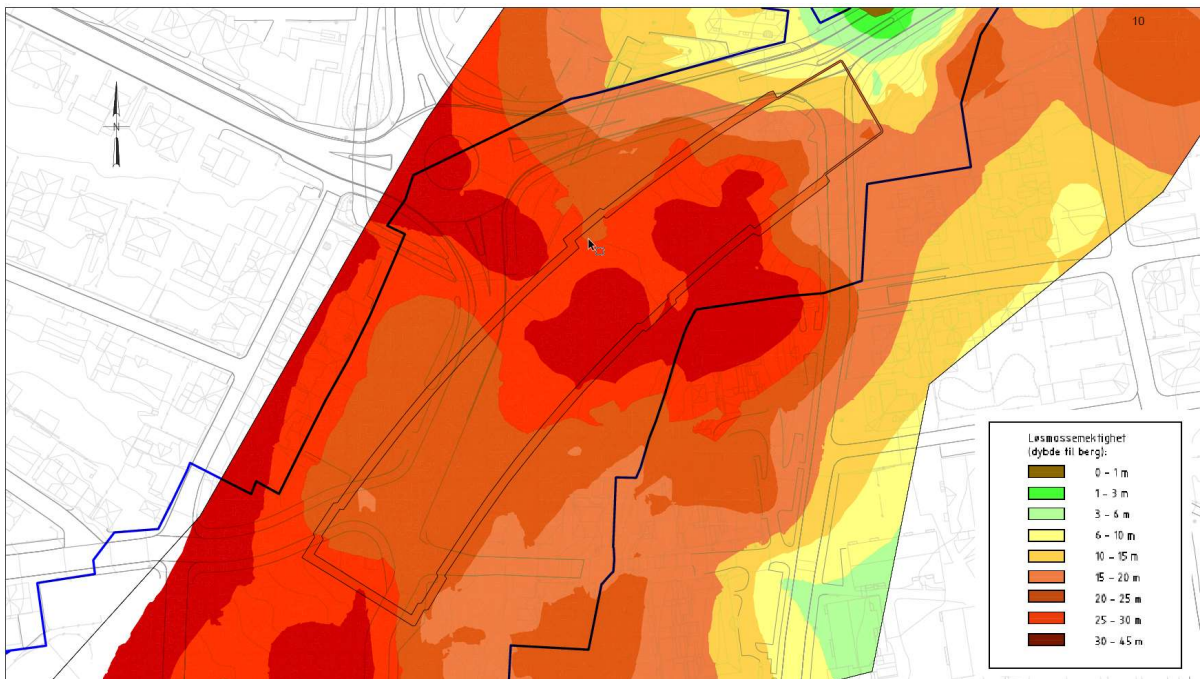 10
N
Løsmassemektighet
(dybde til berg):
0 - 1 m
1 - 3 m
3 - 6 m
6 - 10 m
10 - 15 m
15 - 20 m
20 - 25 m
25 - 30 m
30 - 45 m